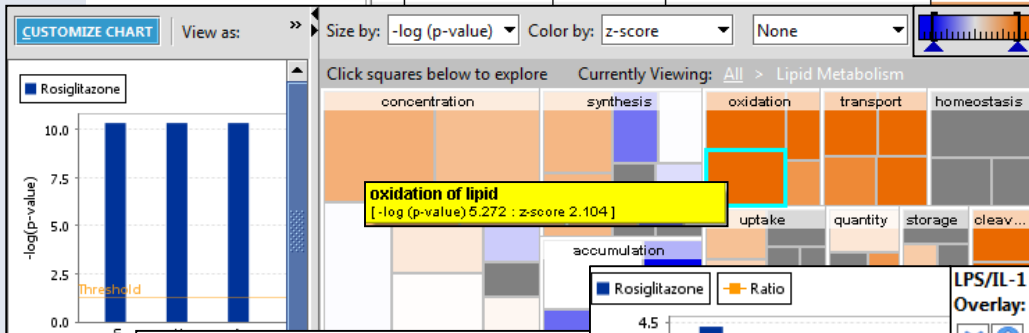 CUSTOMIZE CHART View as: »
Size by: -log (p-value) Color by: z-score None
Click squares below to explore Currently Viewing: All > Lipid Metabolism
Rosiglitazone
-log(p-value)
10.0
7.5
5.0
2.5
0.0
Threshold
concentration synthesis oxidation transport homeostasis
oxidation of lipid
[-log (p-value) 5.272 : z-score 2.104 ]
uptake quantity storage cleav...
accumulation
Rosiglitazone Ratio
4.5
LPS/IL-1
Overlay: